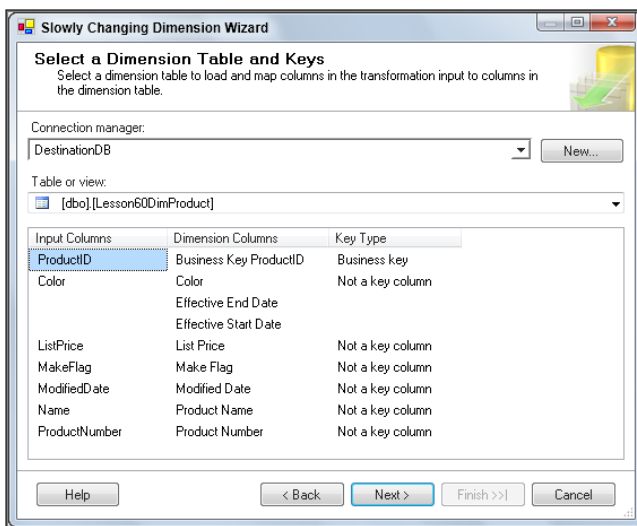 Slowly Changing Dimension Wizard
Select a Dimension Table and Keys
Select a dimension table to load and map columns in the transformation input to columns in
the dimension table.
Connection manager:
DestinationDB New...
Table or view:
[dbo].[Lesson60DimProduct]
Input Columns Dimension Columns Key Type
ProductID Business Key ProductID Business key
Color Color Not a key column
Effective End Date
Effective Start Date
ListPrice List Price Not a key column
MakeFlag Make Flag Not a key column
ModifiedDate Modified Date Not a key column
Name Product Name Not a key column
ProductNumber Product Number Not a key column
Help < Back Next > Finish >>| Cancel